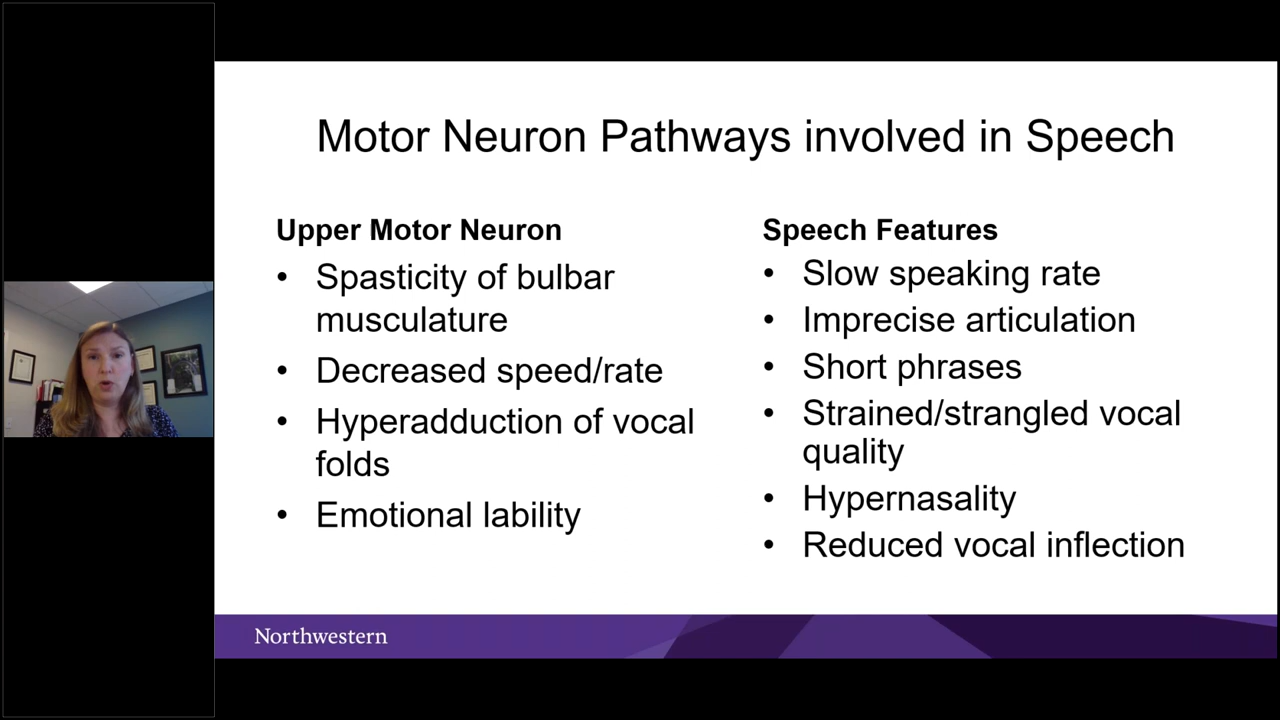 Motor Neuron Pathways involved in Speech
Upper Motor Neuron
• Spasticity of bulbar
musculature
• Decreased speed/rate
• Hyperadduction of vocal
folds
• Emotional lability
Speech Features
• Slow speaking rate
• Imprecise articulation
• Short phrases
• Strained/strangled vocal
quality
• Hypernasality
• Reduced vocal inflection
Northwestern